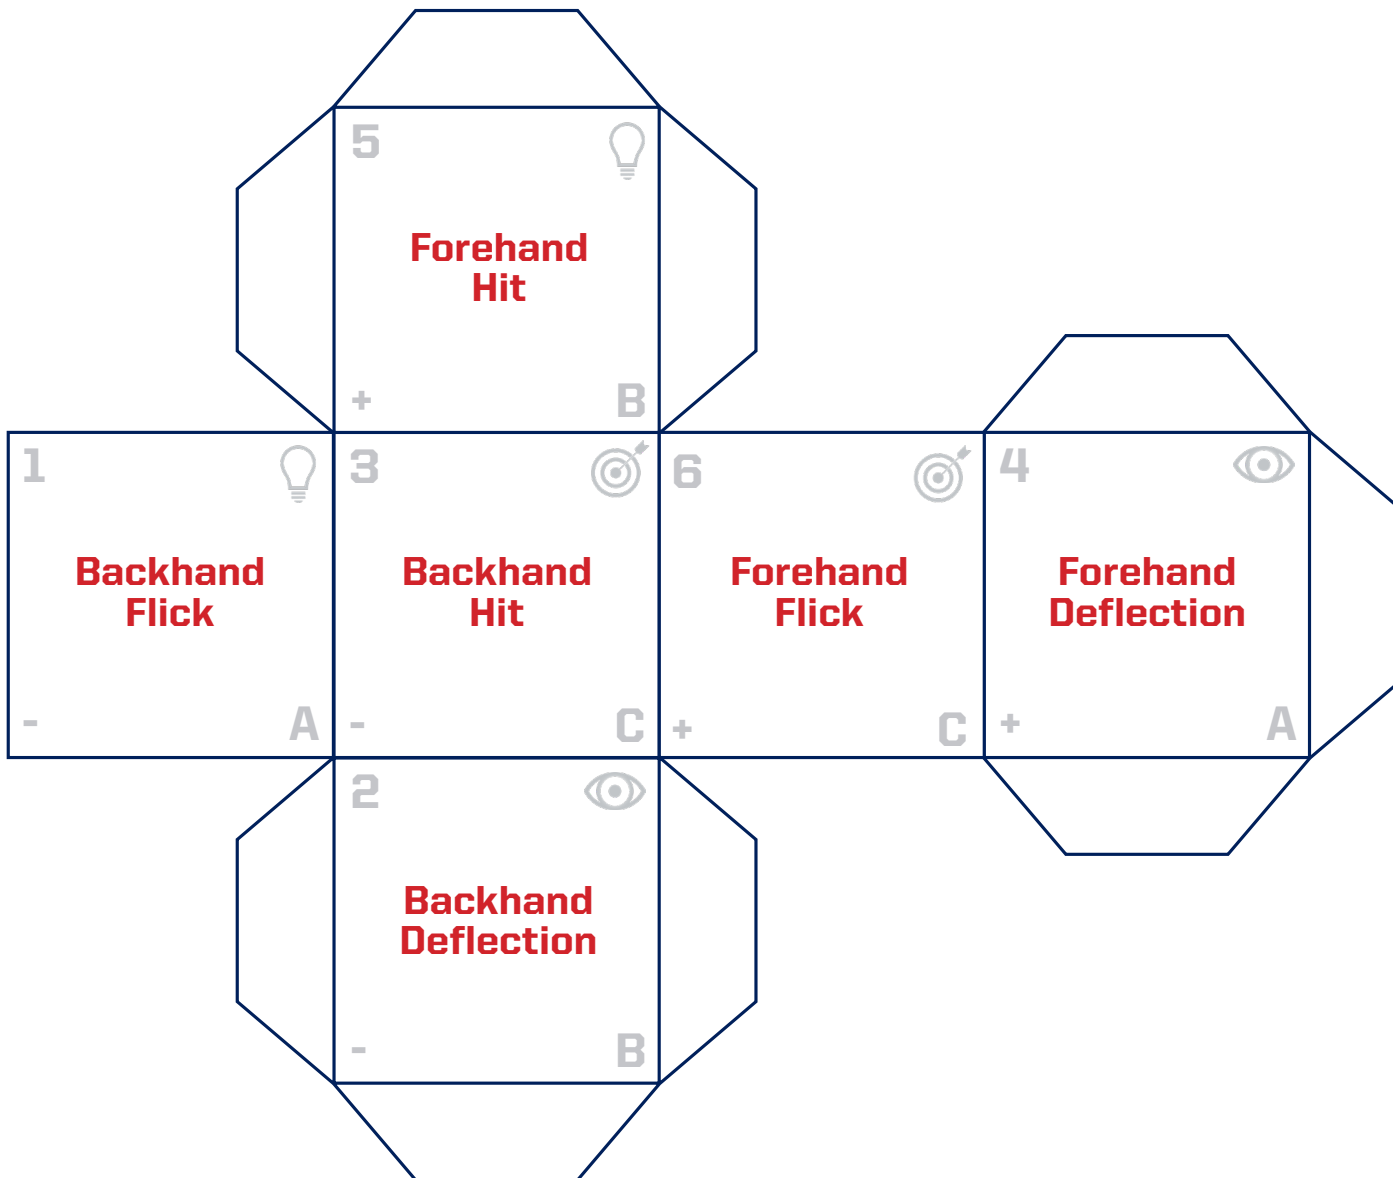 5
Forehand
Hit
+ B
1
Backhand
Flick
- A
3
Backhand
Hit
- C
6
Forehand
Flick
+ C
4
Forehand
Deflection
+ A
2
Backhand
Deflection
- B